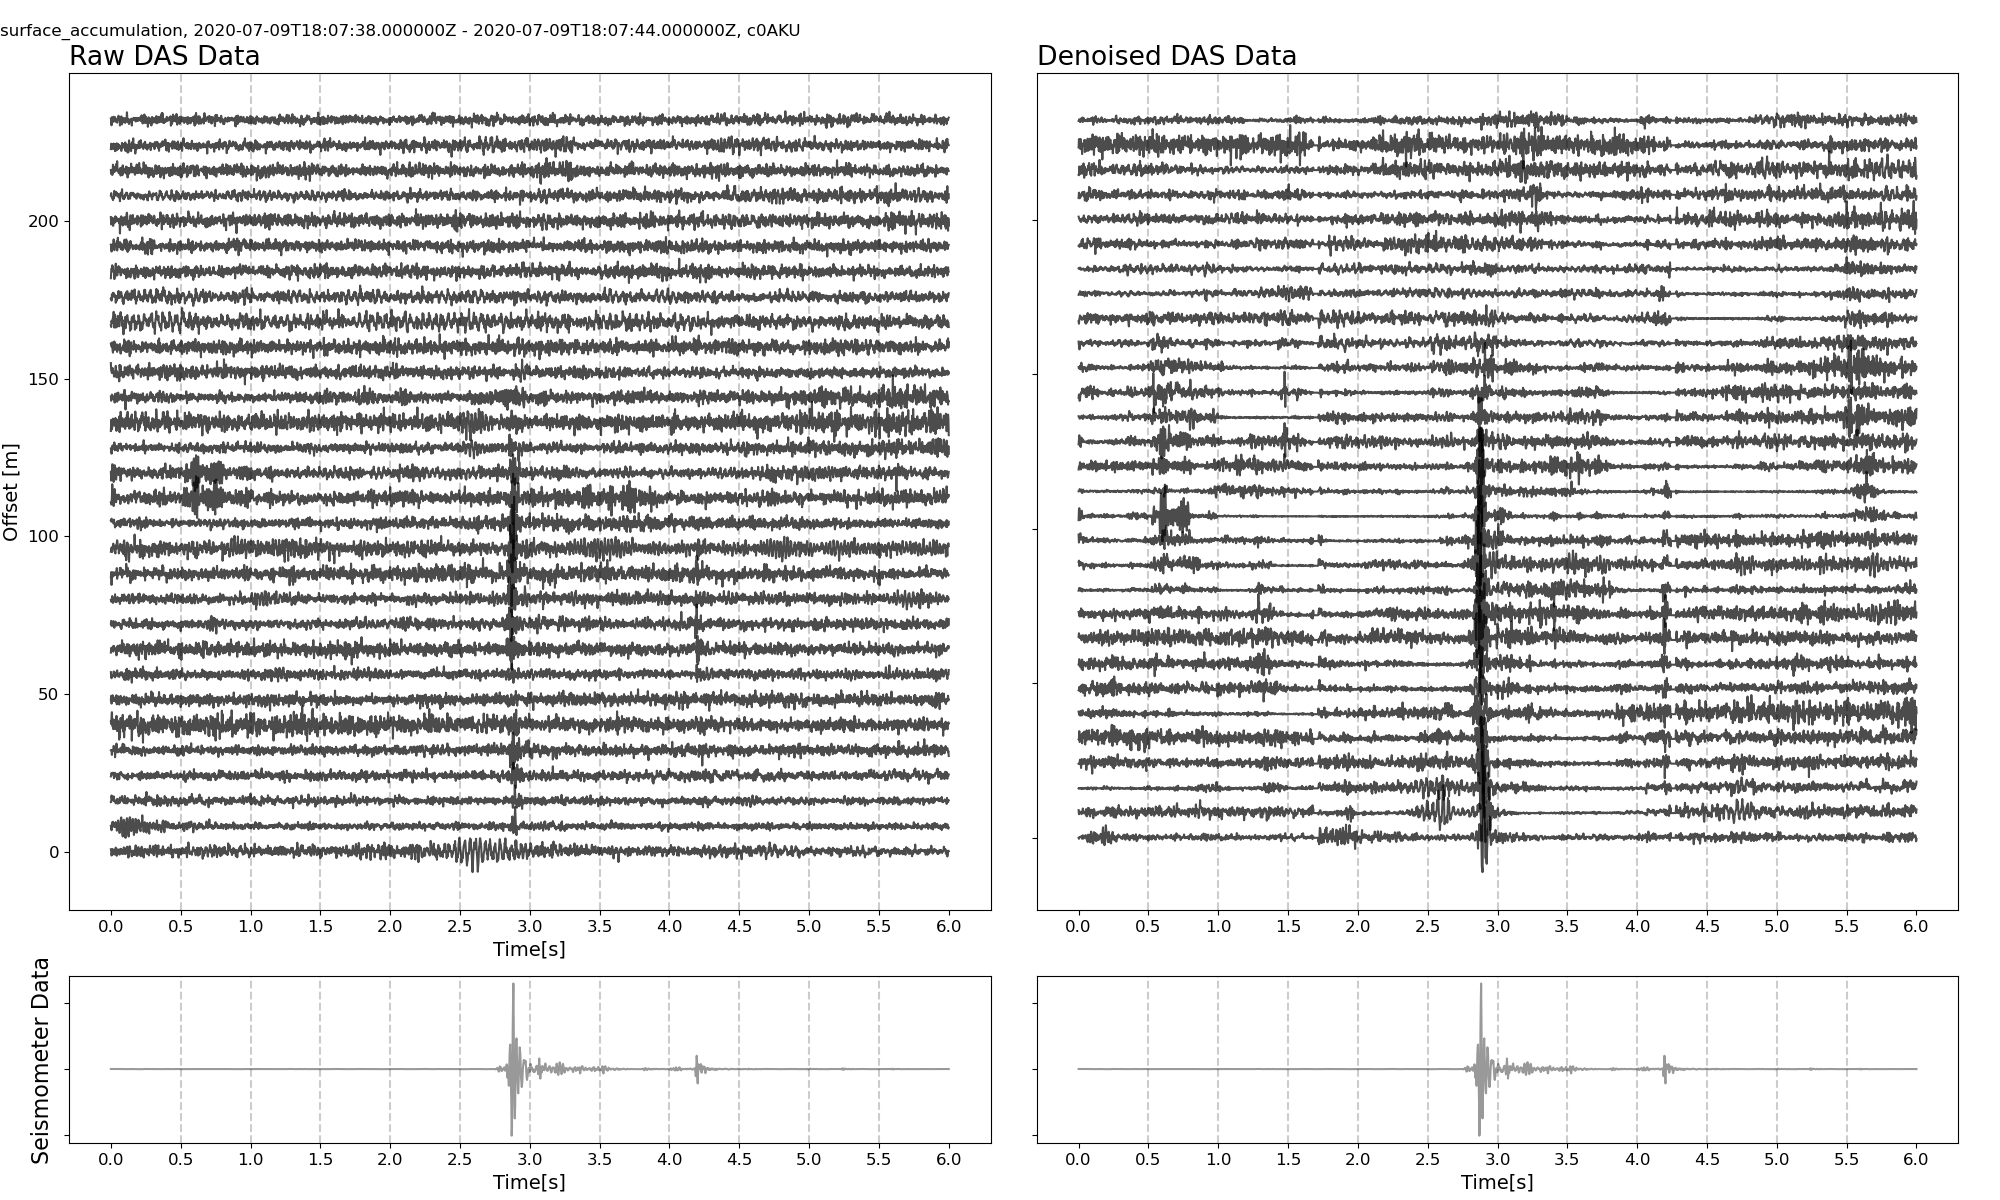 surface_accumulation, 2020-07-09T18:07:38.000000Z - 2020-07-09T18:07:44.000000Z, c0AKU
Raw DAS Data
Denoised DAS Data
Offset [m]
200
150
100
50
0
0.0 0.5 1.0 1.5 2.0 2.5 3.0 3.5 4.0 4.5 5.0 5.5 6.0
Time[s]
0.0 0.5 1.0 1.5 2.0 2.5 3.0 3.5 4.0 4.5 5.0 5.5 6.0
Seismometer Data
0.0 0.5 1.0 1.5 2.0 2.5 3.0 3.5 4.0 4.5 5.0 5.5 6.0
Time[s]
0.0 0.5 1.0 1.5 2.0 2.5 3.0 3.5 4.0 4.5 5.0 5.5 6.0
Time[s]